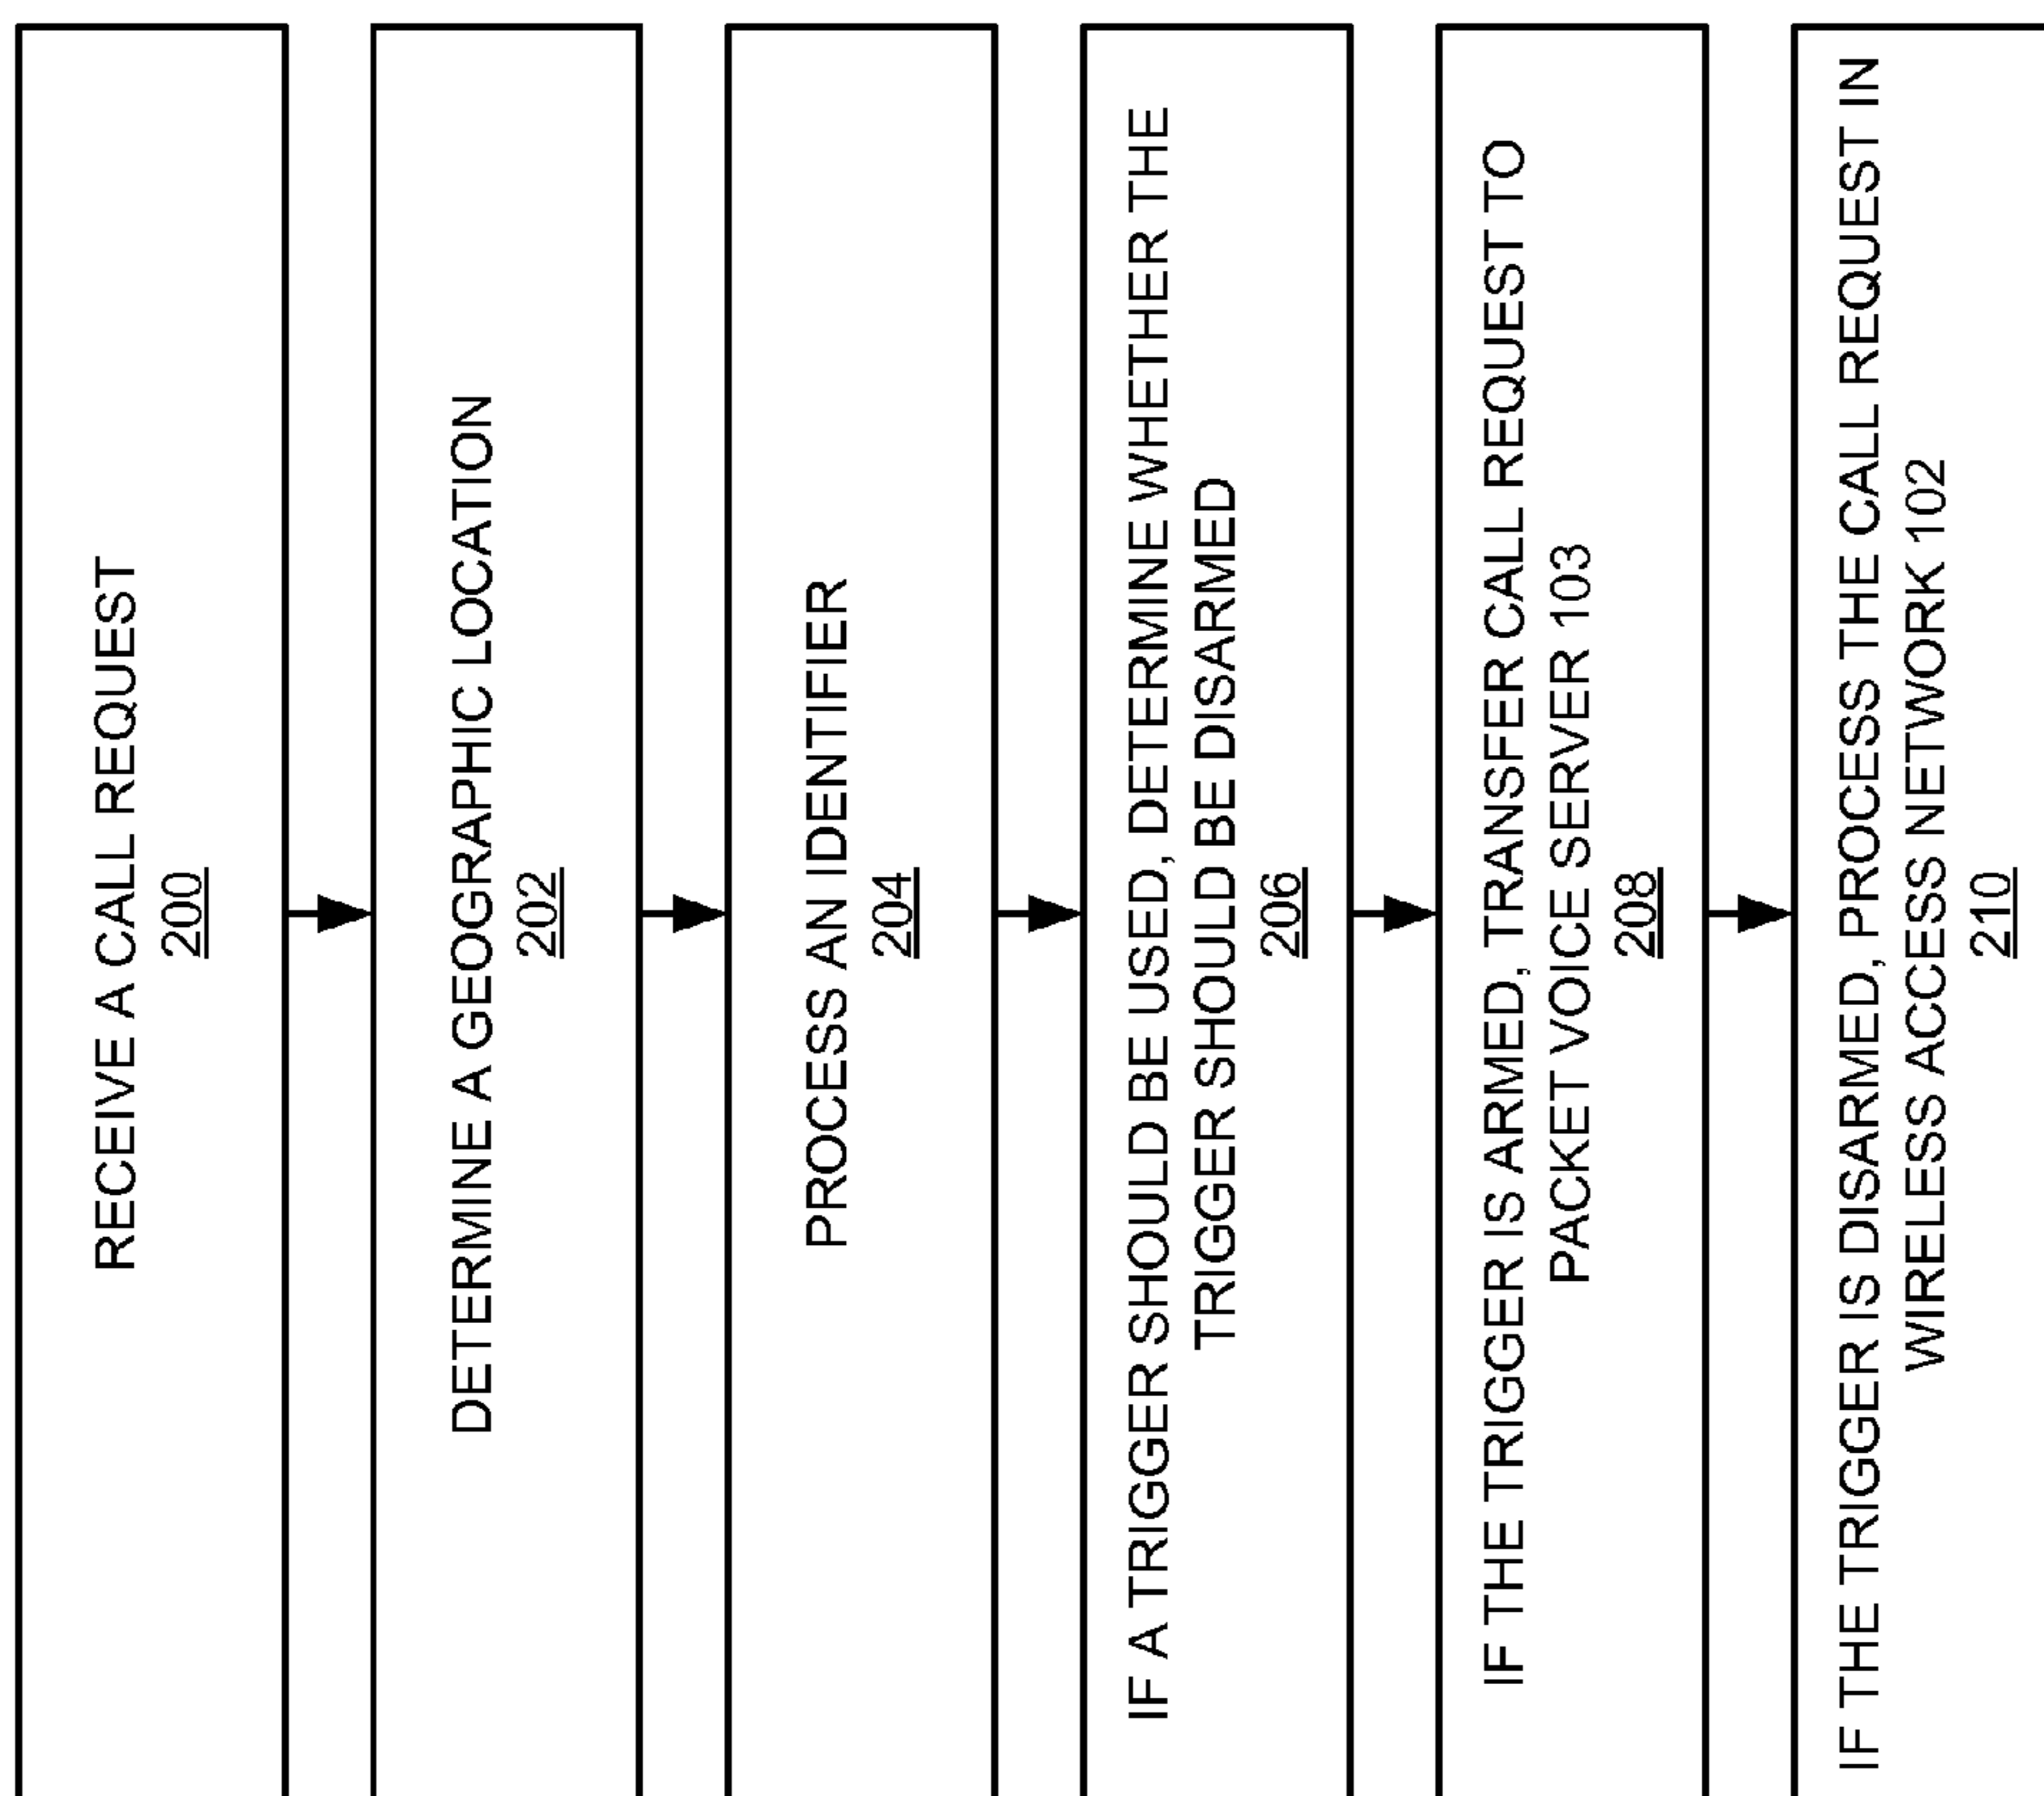 RECEIVE A CALL REQUEST
200
DETERMINE A GEOGRAPHIC LOCATION
202
PROCESS AN IDENTIFIER
204
IF A TRIGGER SHOULD BE USED, DETERMINE WHETHER THE
TRIGGER SHOULD BE DISARMED
206
IF THE TRIGGER IS ARMED, TRANSFER CALL REQUEST TO
PACKET VOICE SERVER 103
208
IF THE TRIGGER IS DISARMED, PROCESS THE CALL REQUEST IN
WIRELESS ACCESS NETWORK 102
210